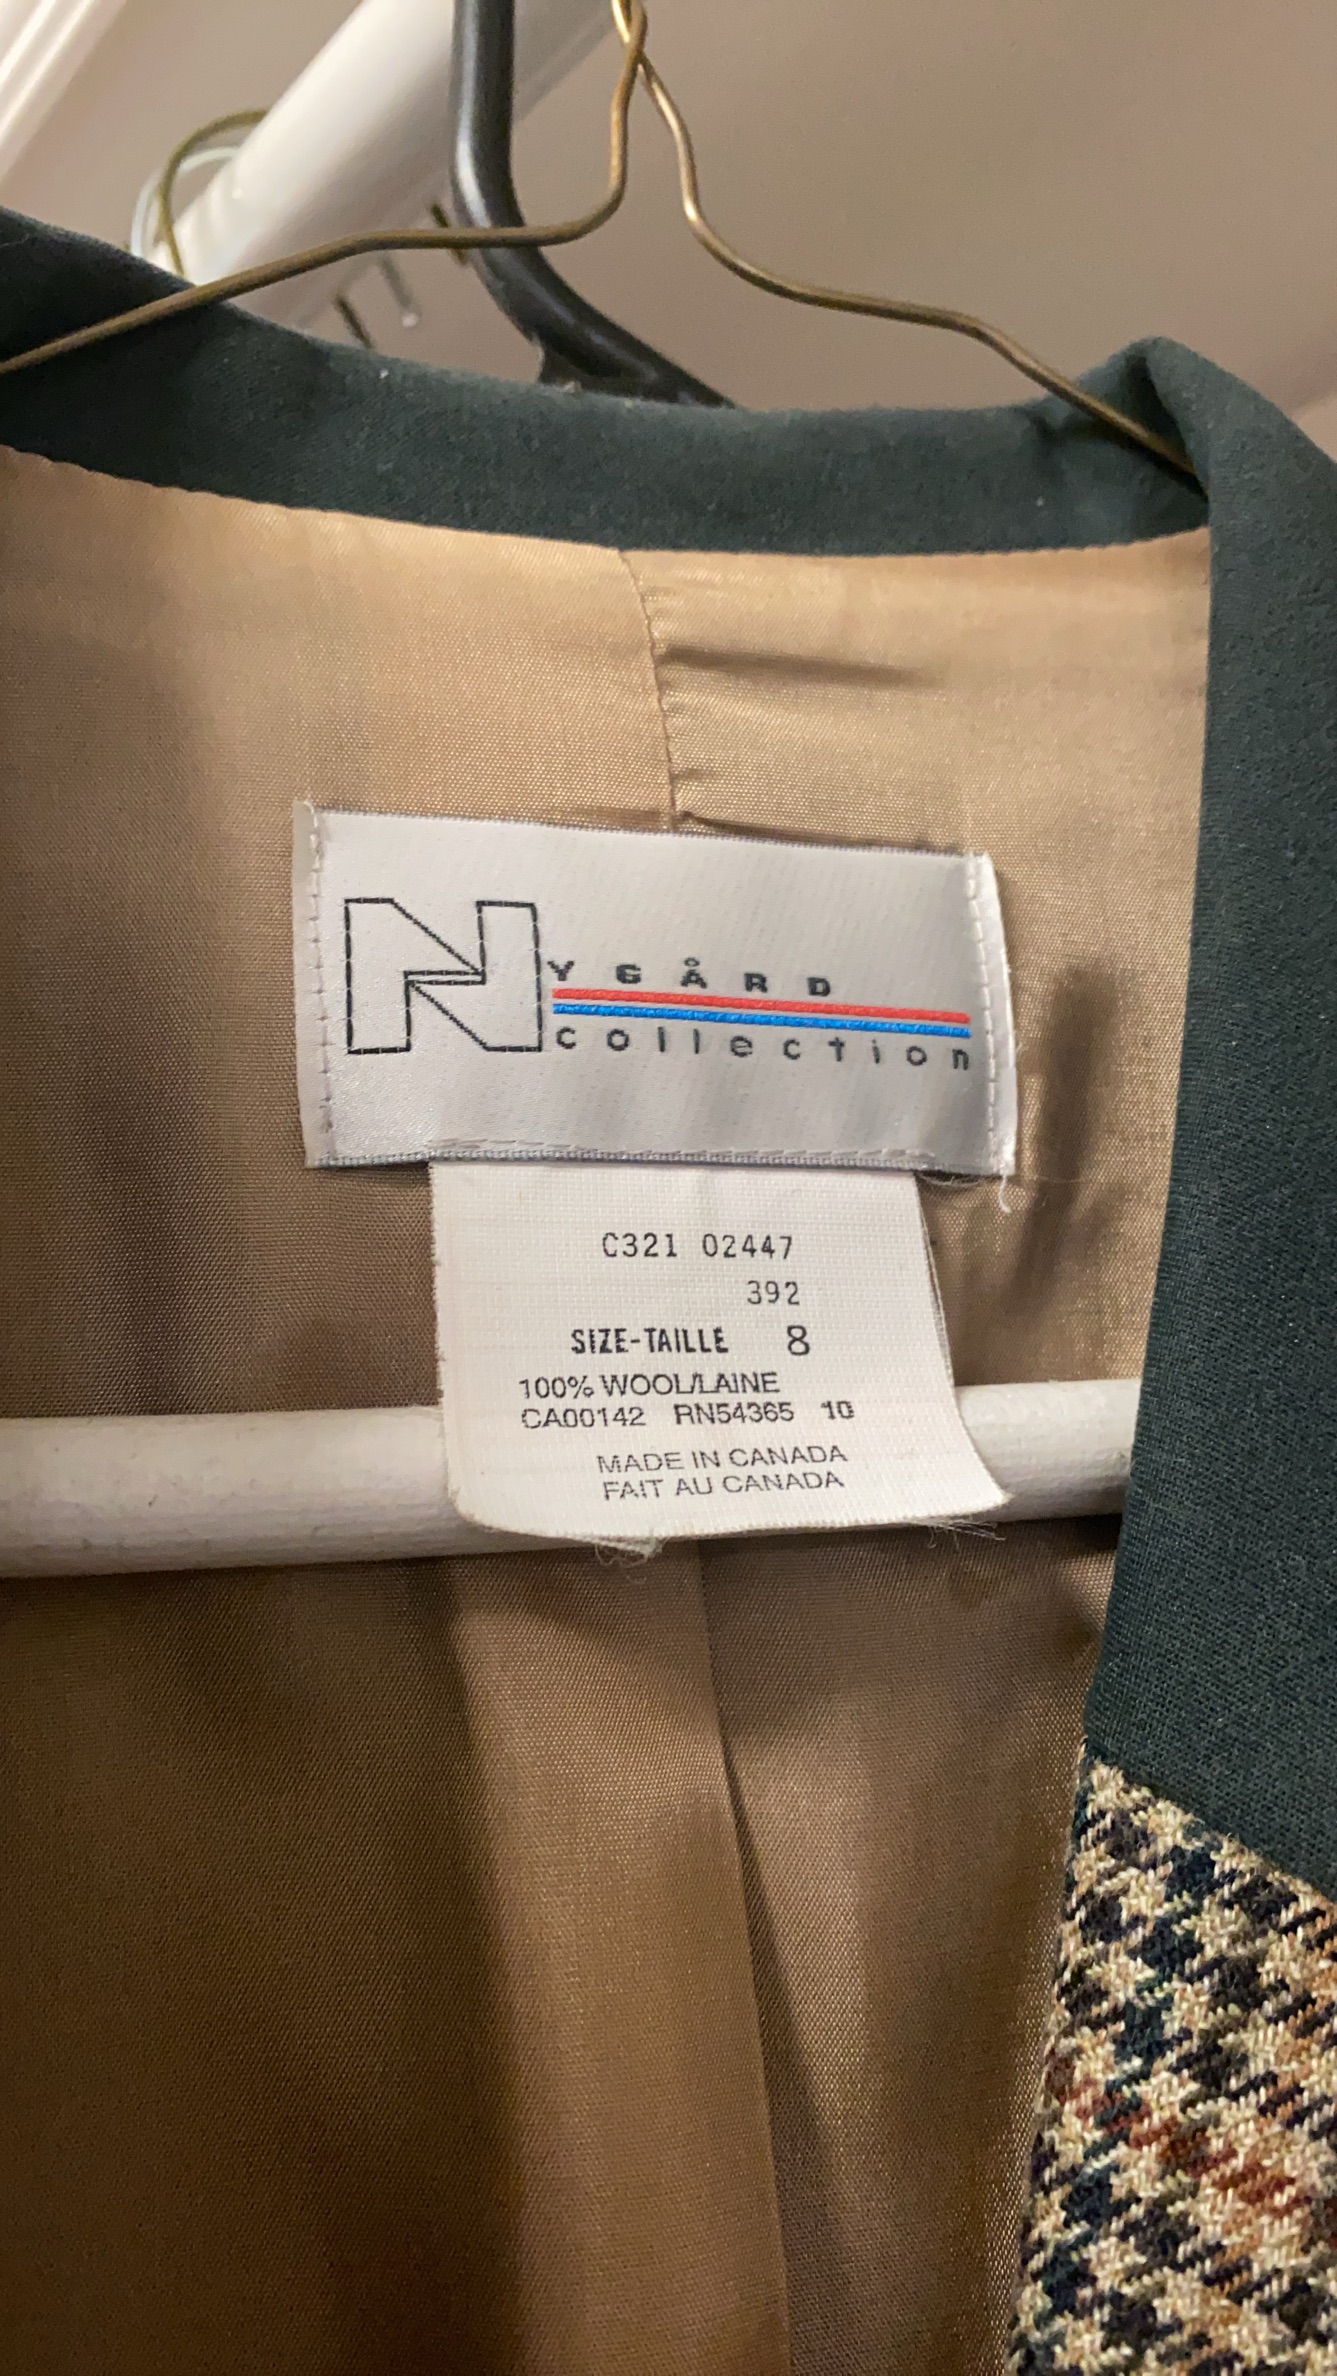 NYGÅRD
collection
C321 02447
392
SIZE-TAILLE 8
100% WOOL/LAINE
CA00142 RN54365 10
MADE IN CANADA
FAIT AU CANADA